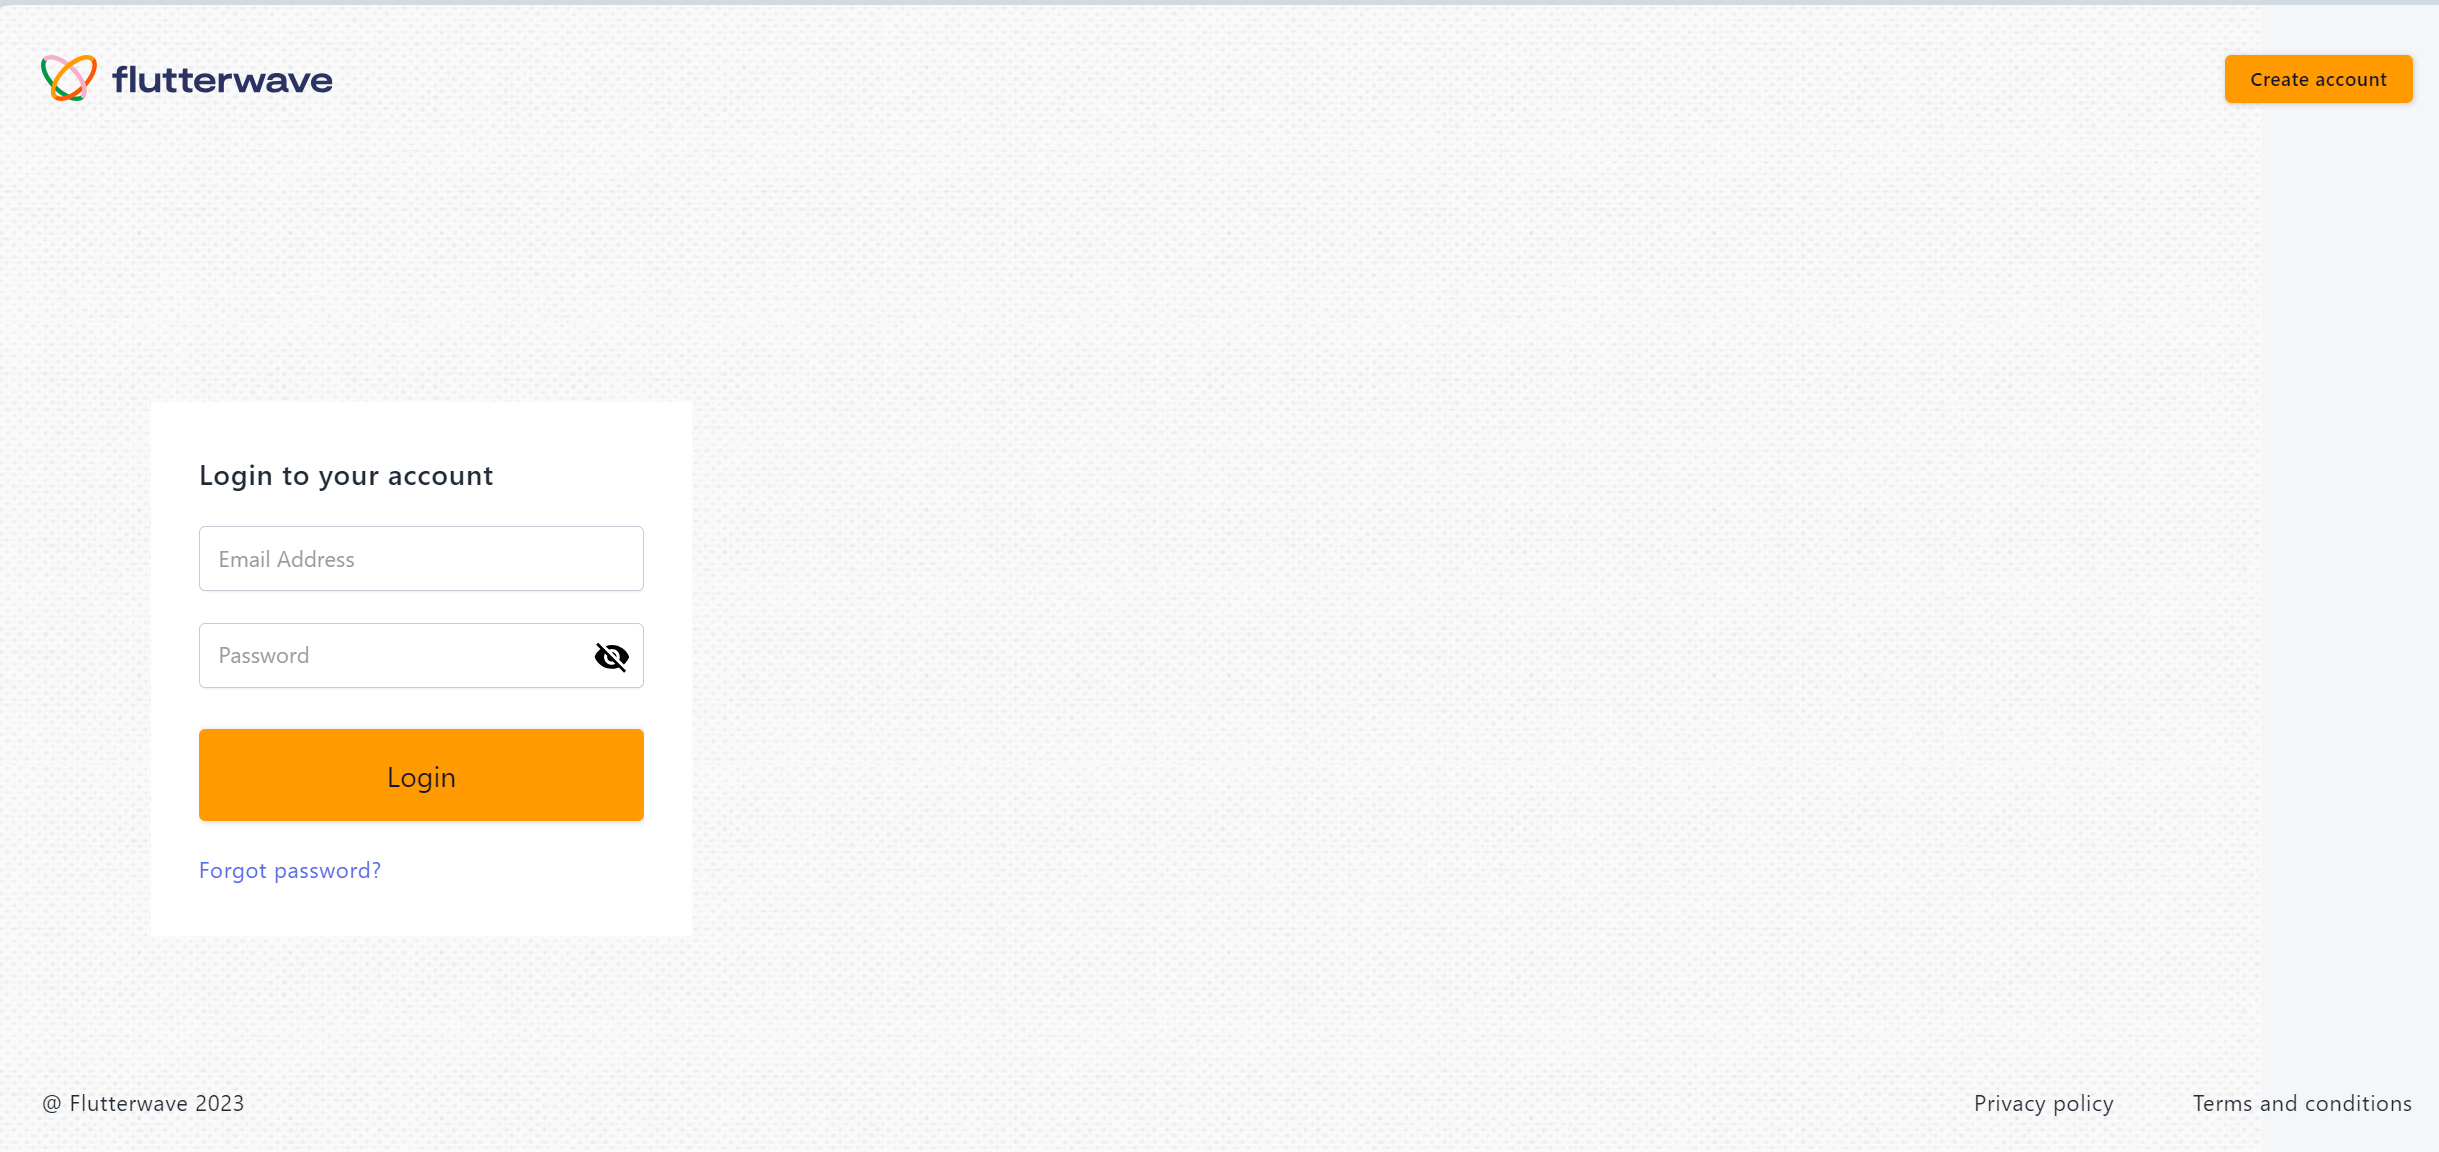 flutterwave
Create account
Login to your account
Email Address
Password
Login
Forgot password?
@ Flutterwave 2023
Privacy policy
Terms and conditions